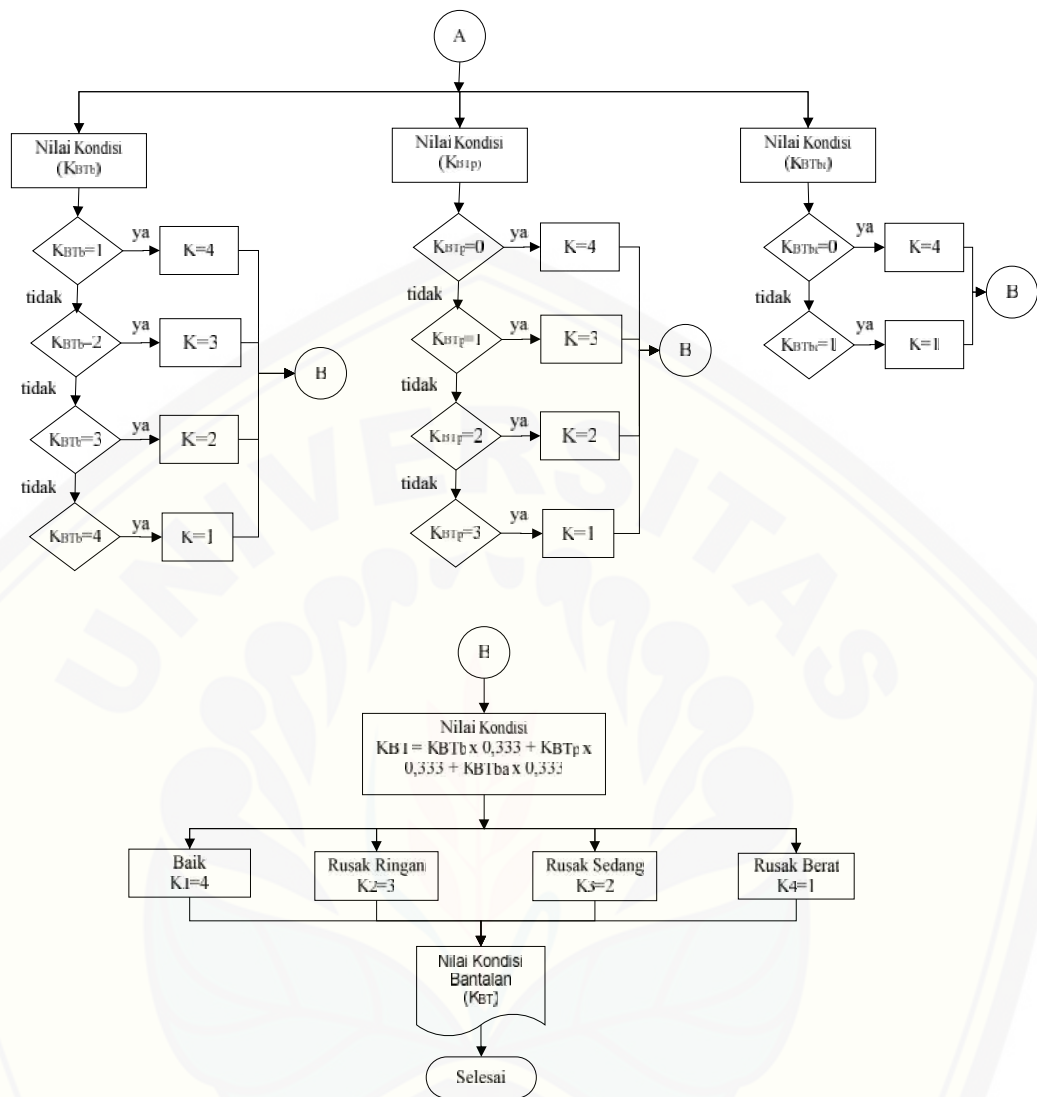 A
Nilai Kondisi
(KBTb)
Nilai Kondisi
(KBTp)
Nilai Kondisi
(KBTba)
KBTb=1
ya
K=4
tidak
KBTb=2
ya
K=3
tidak
KBTb=3
ya
K=2
tidak
KBTb=4
ya
K=1
B
KBTp=0
ya
K=4
tidak
KBTp=1
ya
K=3
tidak
KBTp=2
ya
K=2
tidak
KBTp=3
ya
K=1
B
KBTba=0
ya
K=4
tidak
KBTba=1
ya
K=1
B
UNIVERSITAS
B
Nilai Kondisi
KBT = KBTb x 0,333 + KBTp x
0,333 + KBTba x 0,333
Baik
K1=4
Rusak Ringan
K2=3
Rusak Sedang
K3=2
Rusak Berat
K4=1
Nilai Kondisi
Bantalan
(KBT)
Selesai